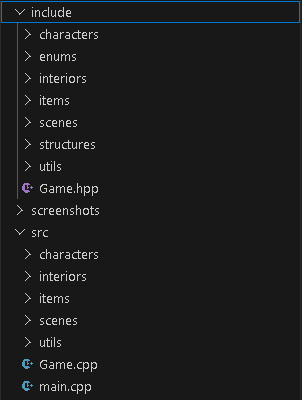 include
characters
enums
interiors
items
scenes
structures
utils
Game.hpp
screenshots
src
characters
interiors
items
scenes
utils
Game.cpp
main.cpp